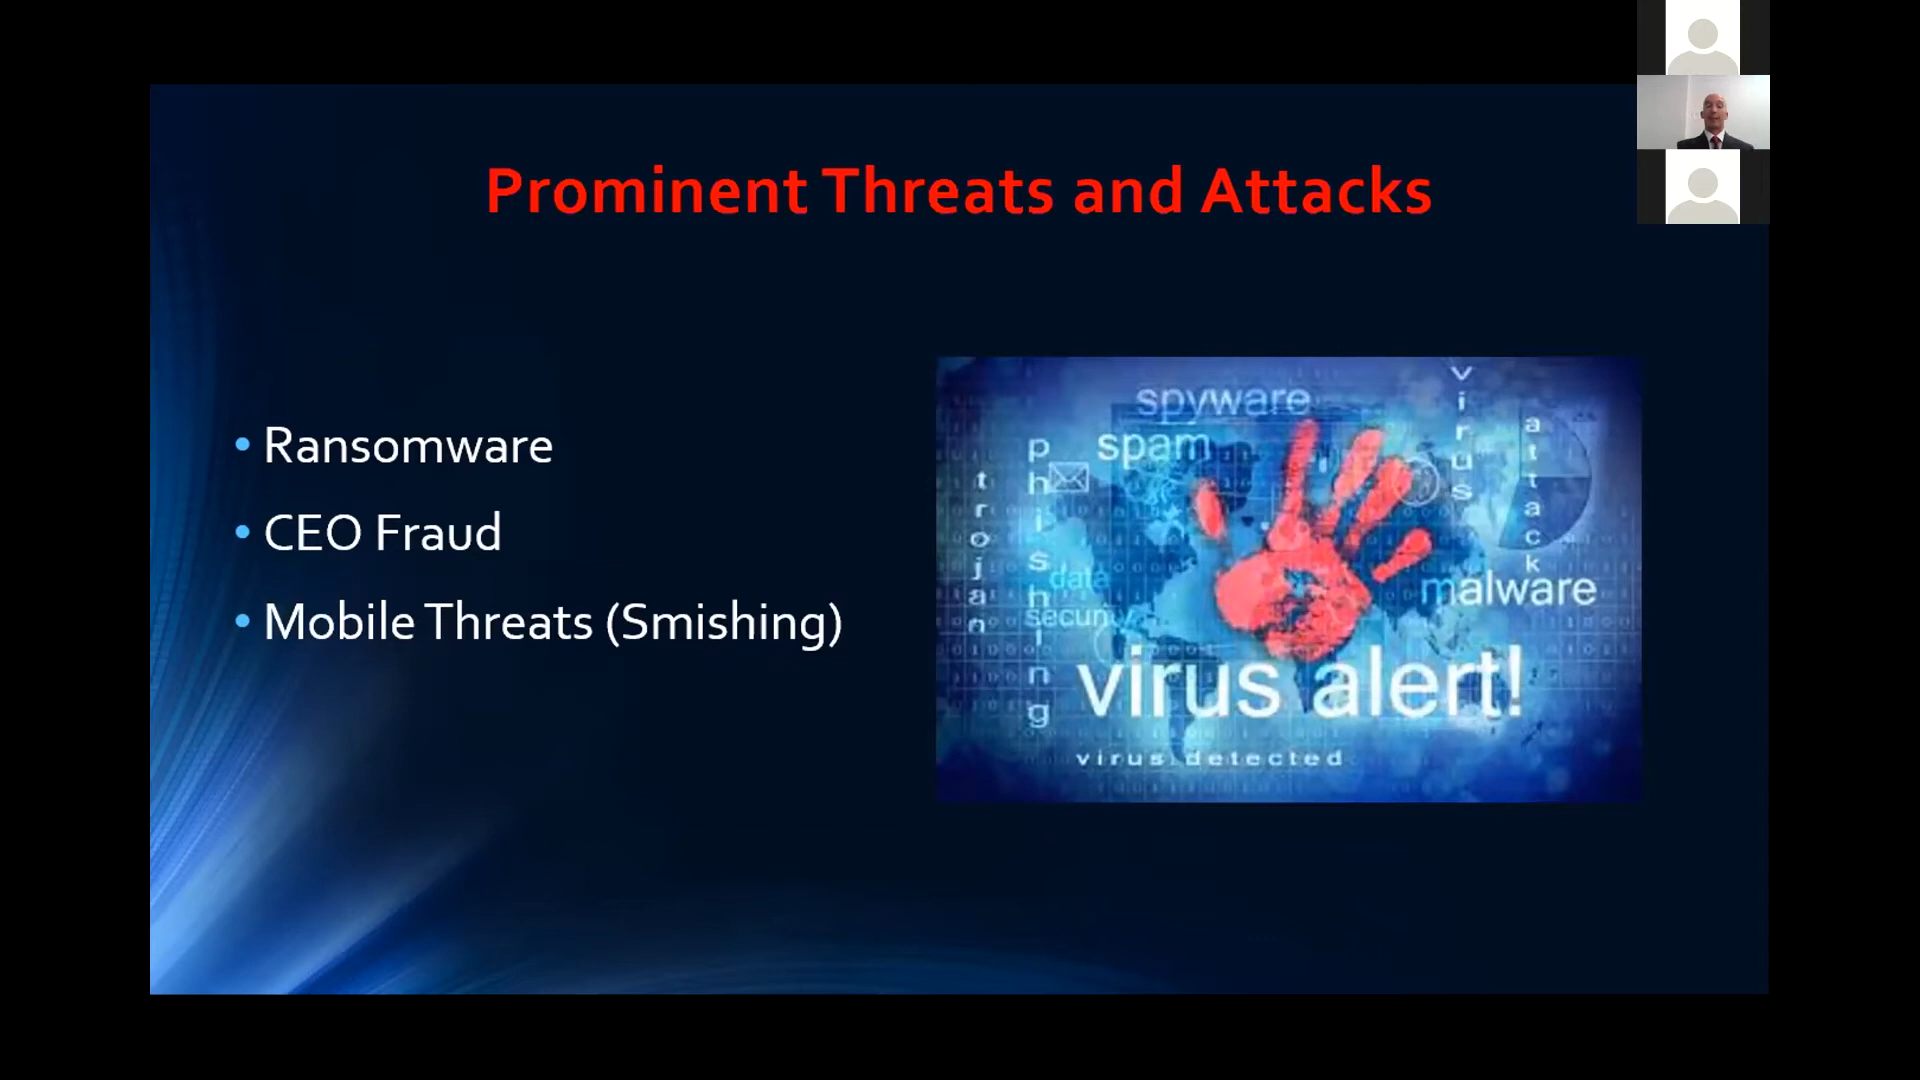 Prominent Threats and Attacks
• Ransomware
• CEO Fraud
• Mobile Threats (Smishing)
spyware
spam
virus
attack
phishing
trojan
data
security
malware
virus alert!
virus detected